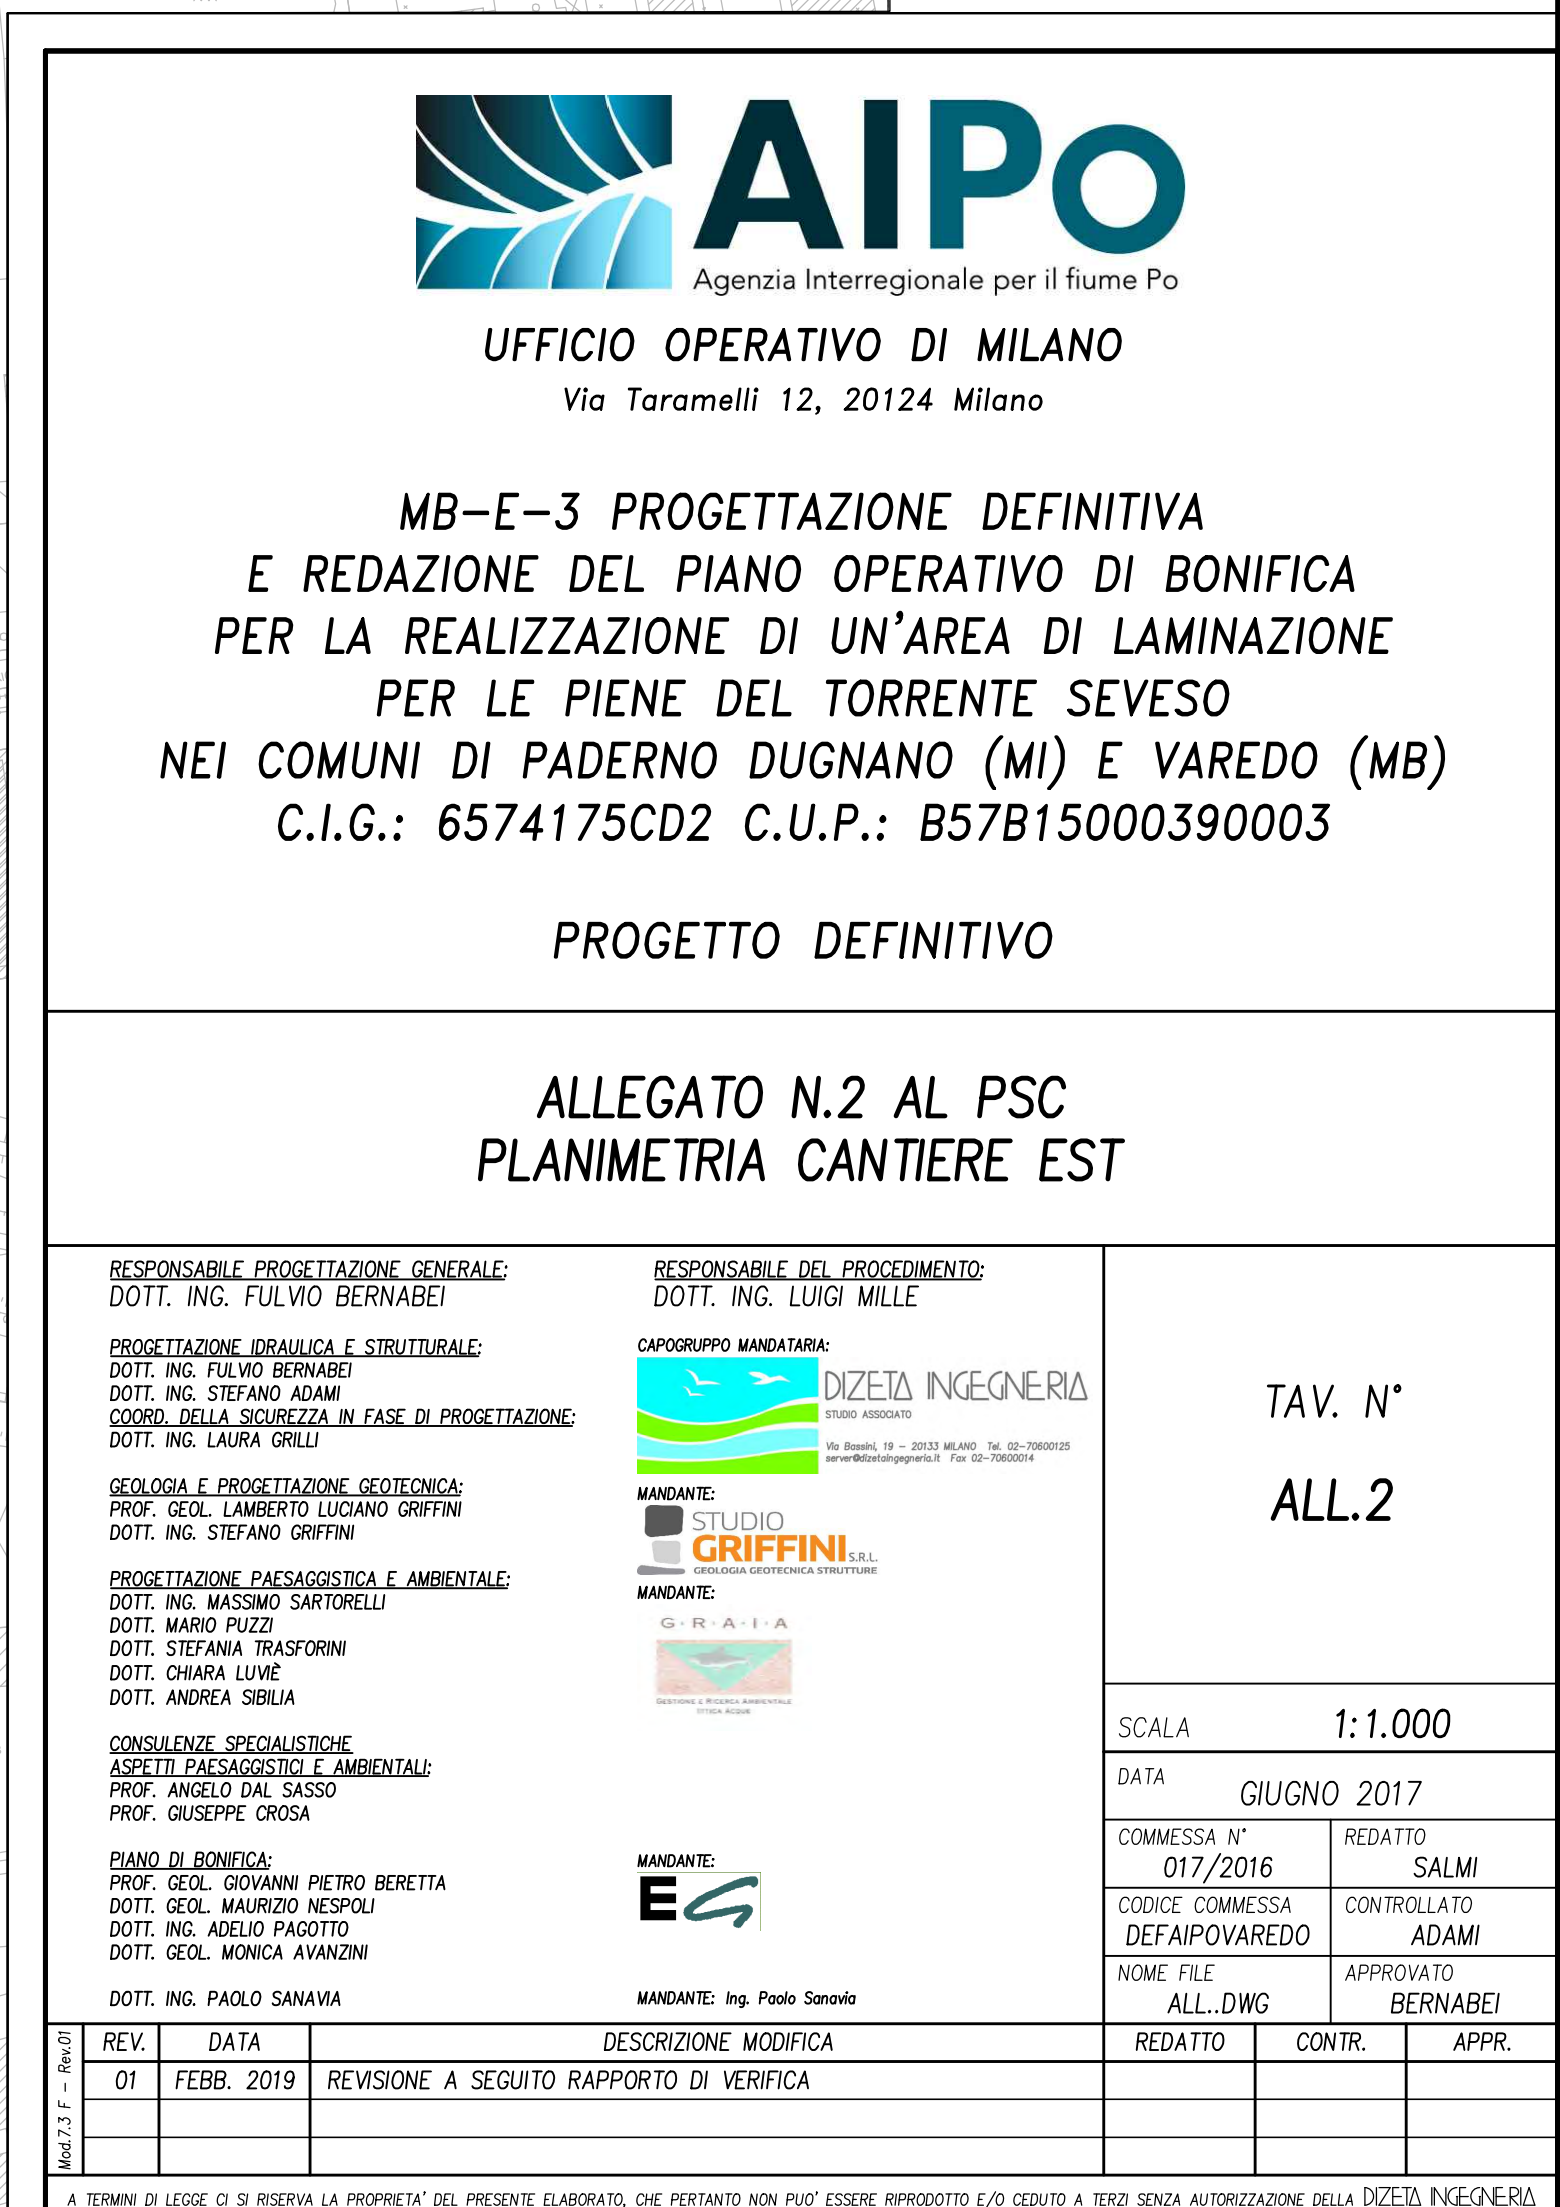 AIPo
Agenzia Interregionale per il fiume Po
UFFICIO OPERATIVO DI MILANO
Via Taramelli 12, 20124 Milano
MB-E-3 PROGETTAZIONE DEFINITIVA
E REDAZIONE DEL PIANO OPERATIVO DI BONIFICA
PER LA REALIZZAZIONE DI UN'AREA DI LAMINAZIONE
PER LE PIENE DEL TORRENTE SEVESO
NEI COMUNI DI PADERNO DUGNANO (MI) E VAREDO (MB)
C.I.G.: 6574175CD2 C.U.P.: B57B15000390003
PROGETTO DEFINITIVO
ALLEGATO N.2 AL PSC
PLANIMETRIA CANTIERE EST
RESPONSABILE PROGETTAZIONE GENERALE:
DOTT. ING. FULVIO BERNABEI
PROGETTAZIONE IDRAULICA E STRUTTURALE:
DOTT. ING. FULVIO BERNABEI
DOTT. ING. STEFANO ADAMI
COORD. DELLA SICUREZZA IN FASE DI PROGETTAZIONE:
DOTT. ING. LAURA GRILLI
GEOLOGIA E PROGETTAZIONE GEOTECNICA:
PROF. GEOL. LAMBERTO LUCIANO GRIFFINI
DOTT. ING. STEFANO GRIFFINI
PROGETTAZIONE PAESAGGISTICA E AMBIENTALE:
DOTT. ING. MASSIMO SARTORELLI
DOTT. MARIO PUZZI
DOTT. STEFANIA TRASFORINI
DOTT. CHIARA LUVIÈ
DOTT. ANDREA SIBILIA
CONSULENZE SPECIALISTICHE
ASPETTI PAESAGGISTICI E AMBIENTALI:
PROF. ANGELO DAL SASSO
PROF. GIUSEPPE CROSA
PIANO DI BONIFICA:
PROF. GEOL. GIOVANNI PIETRO BERETTA
DOTT. GEOL. MAURIZIO NESPOLI
DOTT. ING. ADELIO PAGOTTO
DOTT. GEOL. MONICA AVANZINI
DOTT. ING. PAOLO SANAVIA
RESPONSABILE DEL PROCEDIMENTO:
DOTT. ING. LUIGI MILLE
CAPOGRUPPO MANDATARIA:
DIZETA INGEGNERIA
STUDIO ASSOCIATO
Via Bassini, 19 - 20133 MILANO Tel. 02-70600125
server@dizetaingegneria.it Fax 02-70600014
MANDANTE:
STUDIO
GRIFFINI S.R.L.
GEOLOGIA GEOTECNICA STRUTTURE
MANDANTE:
G·R·A·I·A
GESTIONE E RICERCA AMBIENTALE
ITTICA ACQUE
MANDANTE:
EG
MANDANTE: Ing. Paolo Sanavia
TAV. N°
ALL.2
SCALA 1:1.000
DATA GIUGNO 2017
COMMESSA N° REDATTO
017/2016 SALMI
CODICE COMMESSA CONTROLLATO
DEFAIPOVAREDO ADAMI
NOME FILE APPROVATO
ALL..DWG BERNABEI
Mod.7.3 F - Rev.01
REV. DATA DESCRIZIONE MODIFICA REDATTO CONTR. APPR.
01 FEBB. 2019 REVISIONE A SEGUITO RAPPORTO DI VERIFICA
A TERMINI DI LEGGE CI SI RISERVA LA PROPRIETA' DEL PRESENTE ELABORATO, CHE PERTANTO NON PUO' ESSERE RIPRODOTTO E/O CEDUTO A TERZI SENZA AUTORIZZAZIONE DELLA DIZETA INGEGNERIA